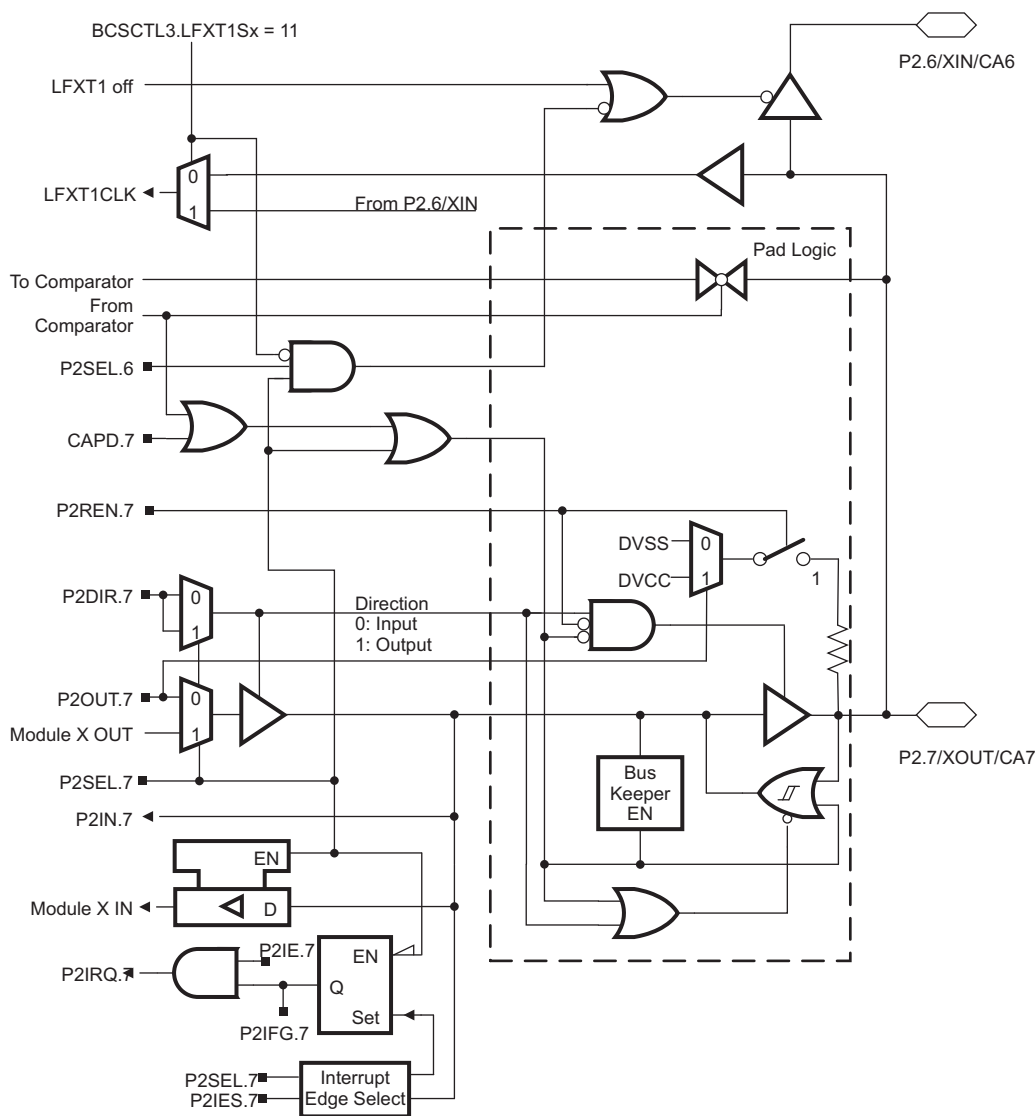 BCSCTL3.LFXT1Sx = 11
P2.6/XIN/CA6
LFXT1 off
0
LFXT1CLK
1
From P2.6/XIN
Pad Logic
To Comparator
From
Comparator
P2SEL.6
CAPD.7
P2REN.7
DVSS
0
DVCC
1
1
P2DIR.7
0
1
Direction
0: Input
1: Output
P2OUT.7
0
Module X OUT
1
P2.7/XOUT/CA7
P2SEL.7
Bus
Keeper
EN
P2IN.7
EN
Module X IN
D
P2IE.7
EN
P2IRQ.7
Q
P2IFG.7
Set
P2SEL.7
P2IES.7
Interrupt
Edge Select